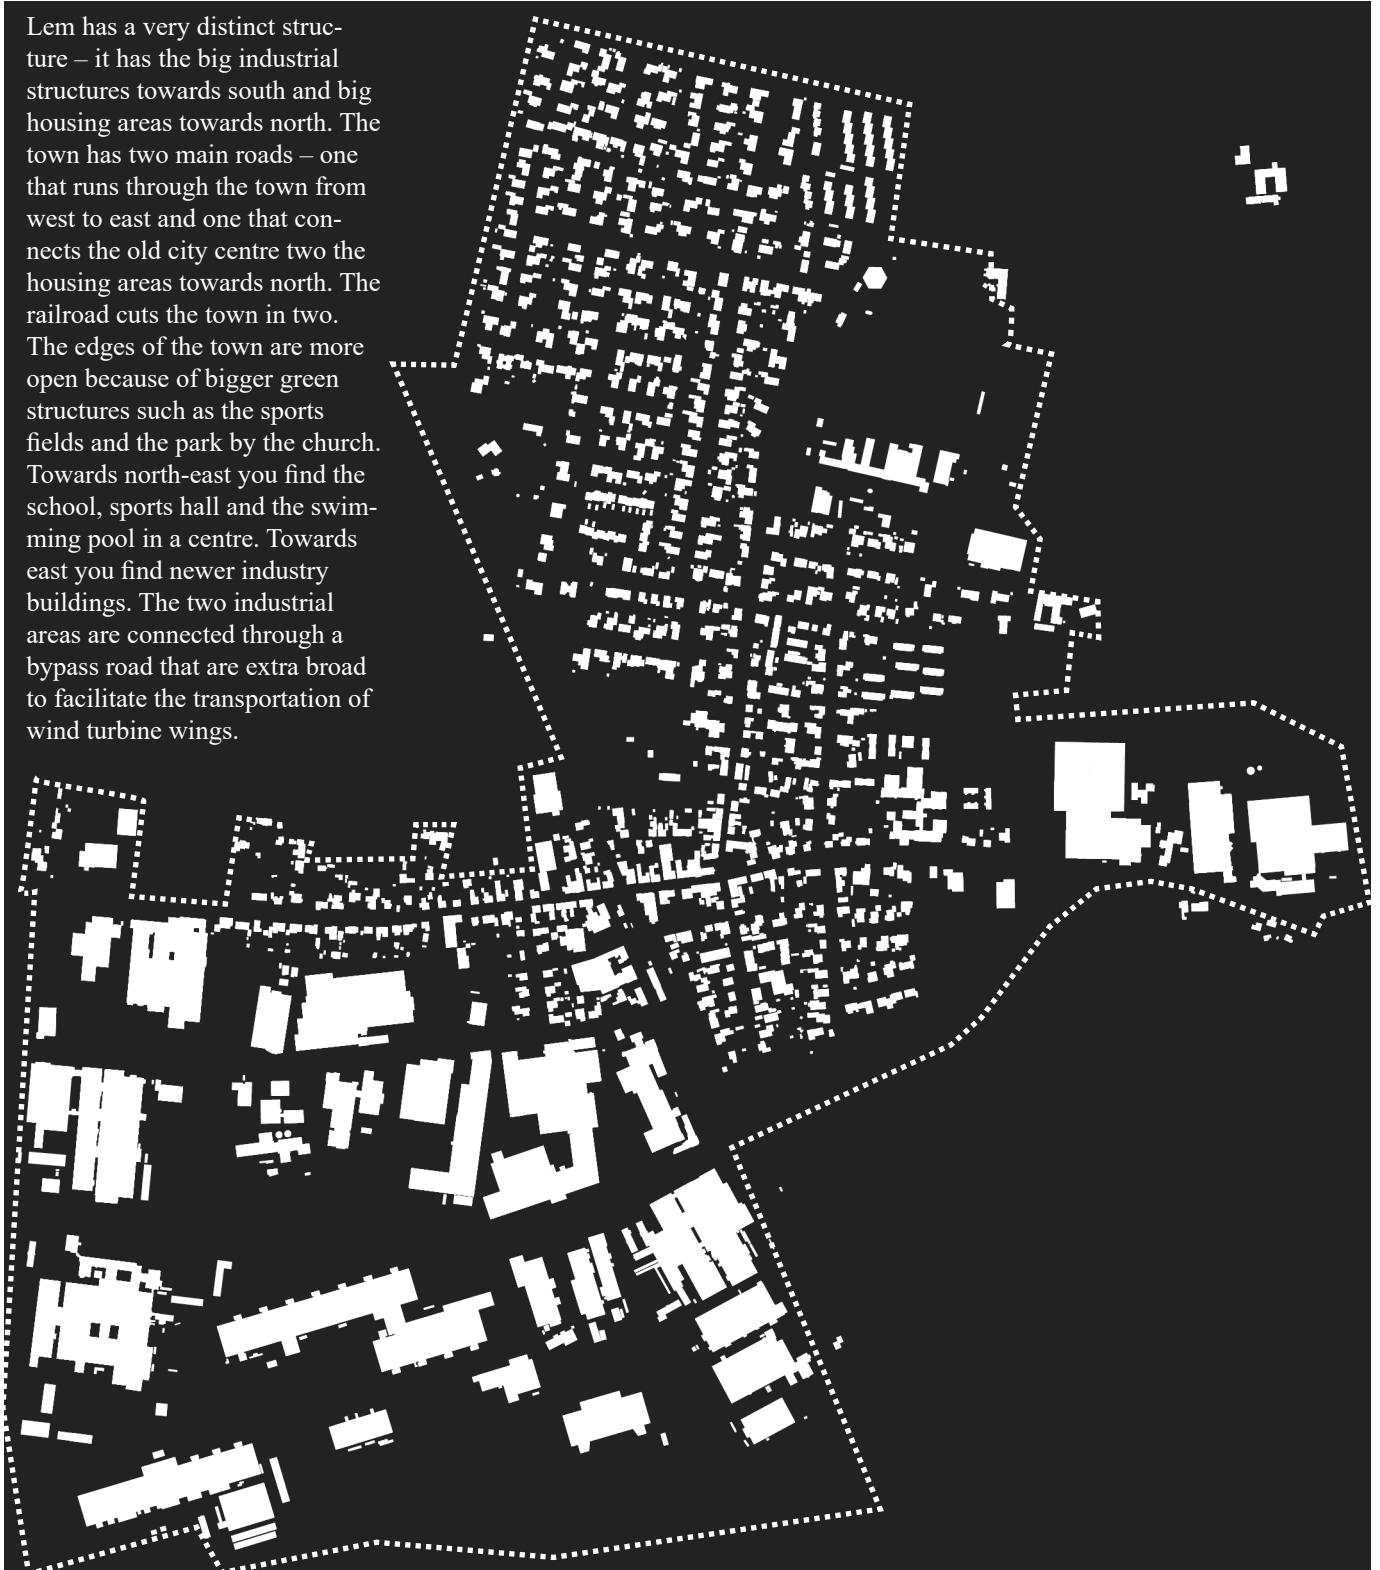 Lem has a very distinct struc-
ture – it has the big industrial
structures towards south and big
housing areas towards north. The
town has two main roads – one
that runs through the town from
west to east and one that con-
nects the old city centre two the
housing areas towards north. The
railroad cuts the town in two.
The edges of the town are more
open because of bigger green
structures such as the sports
fields and the park by the church.
Towards north-east you find the
school, sports hall and the swim-
ming pool in a centre. Towards
east you find newer industry
buildings. The two industrial
areas are connected through a
bypass road that are extra broad
to facilitate the transportation of
wind turbine wings.